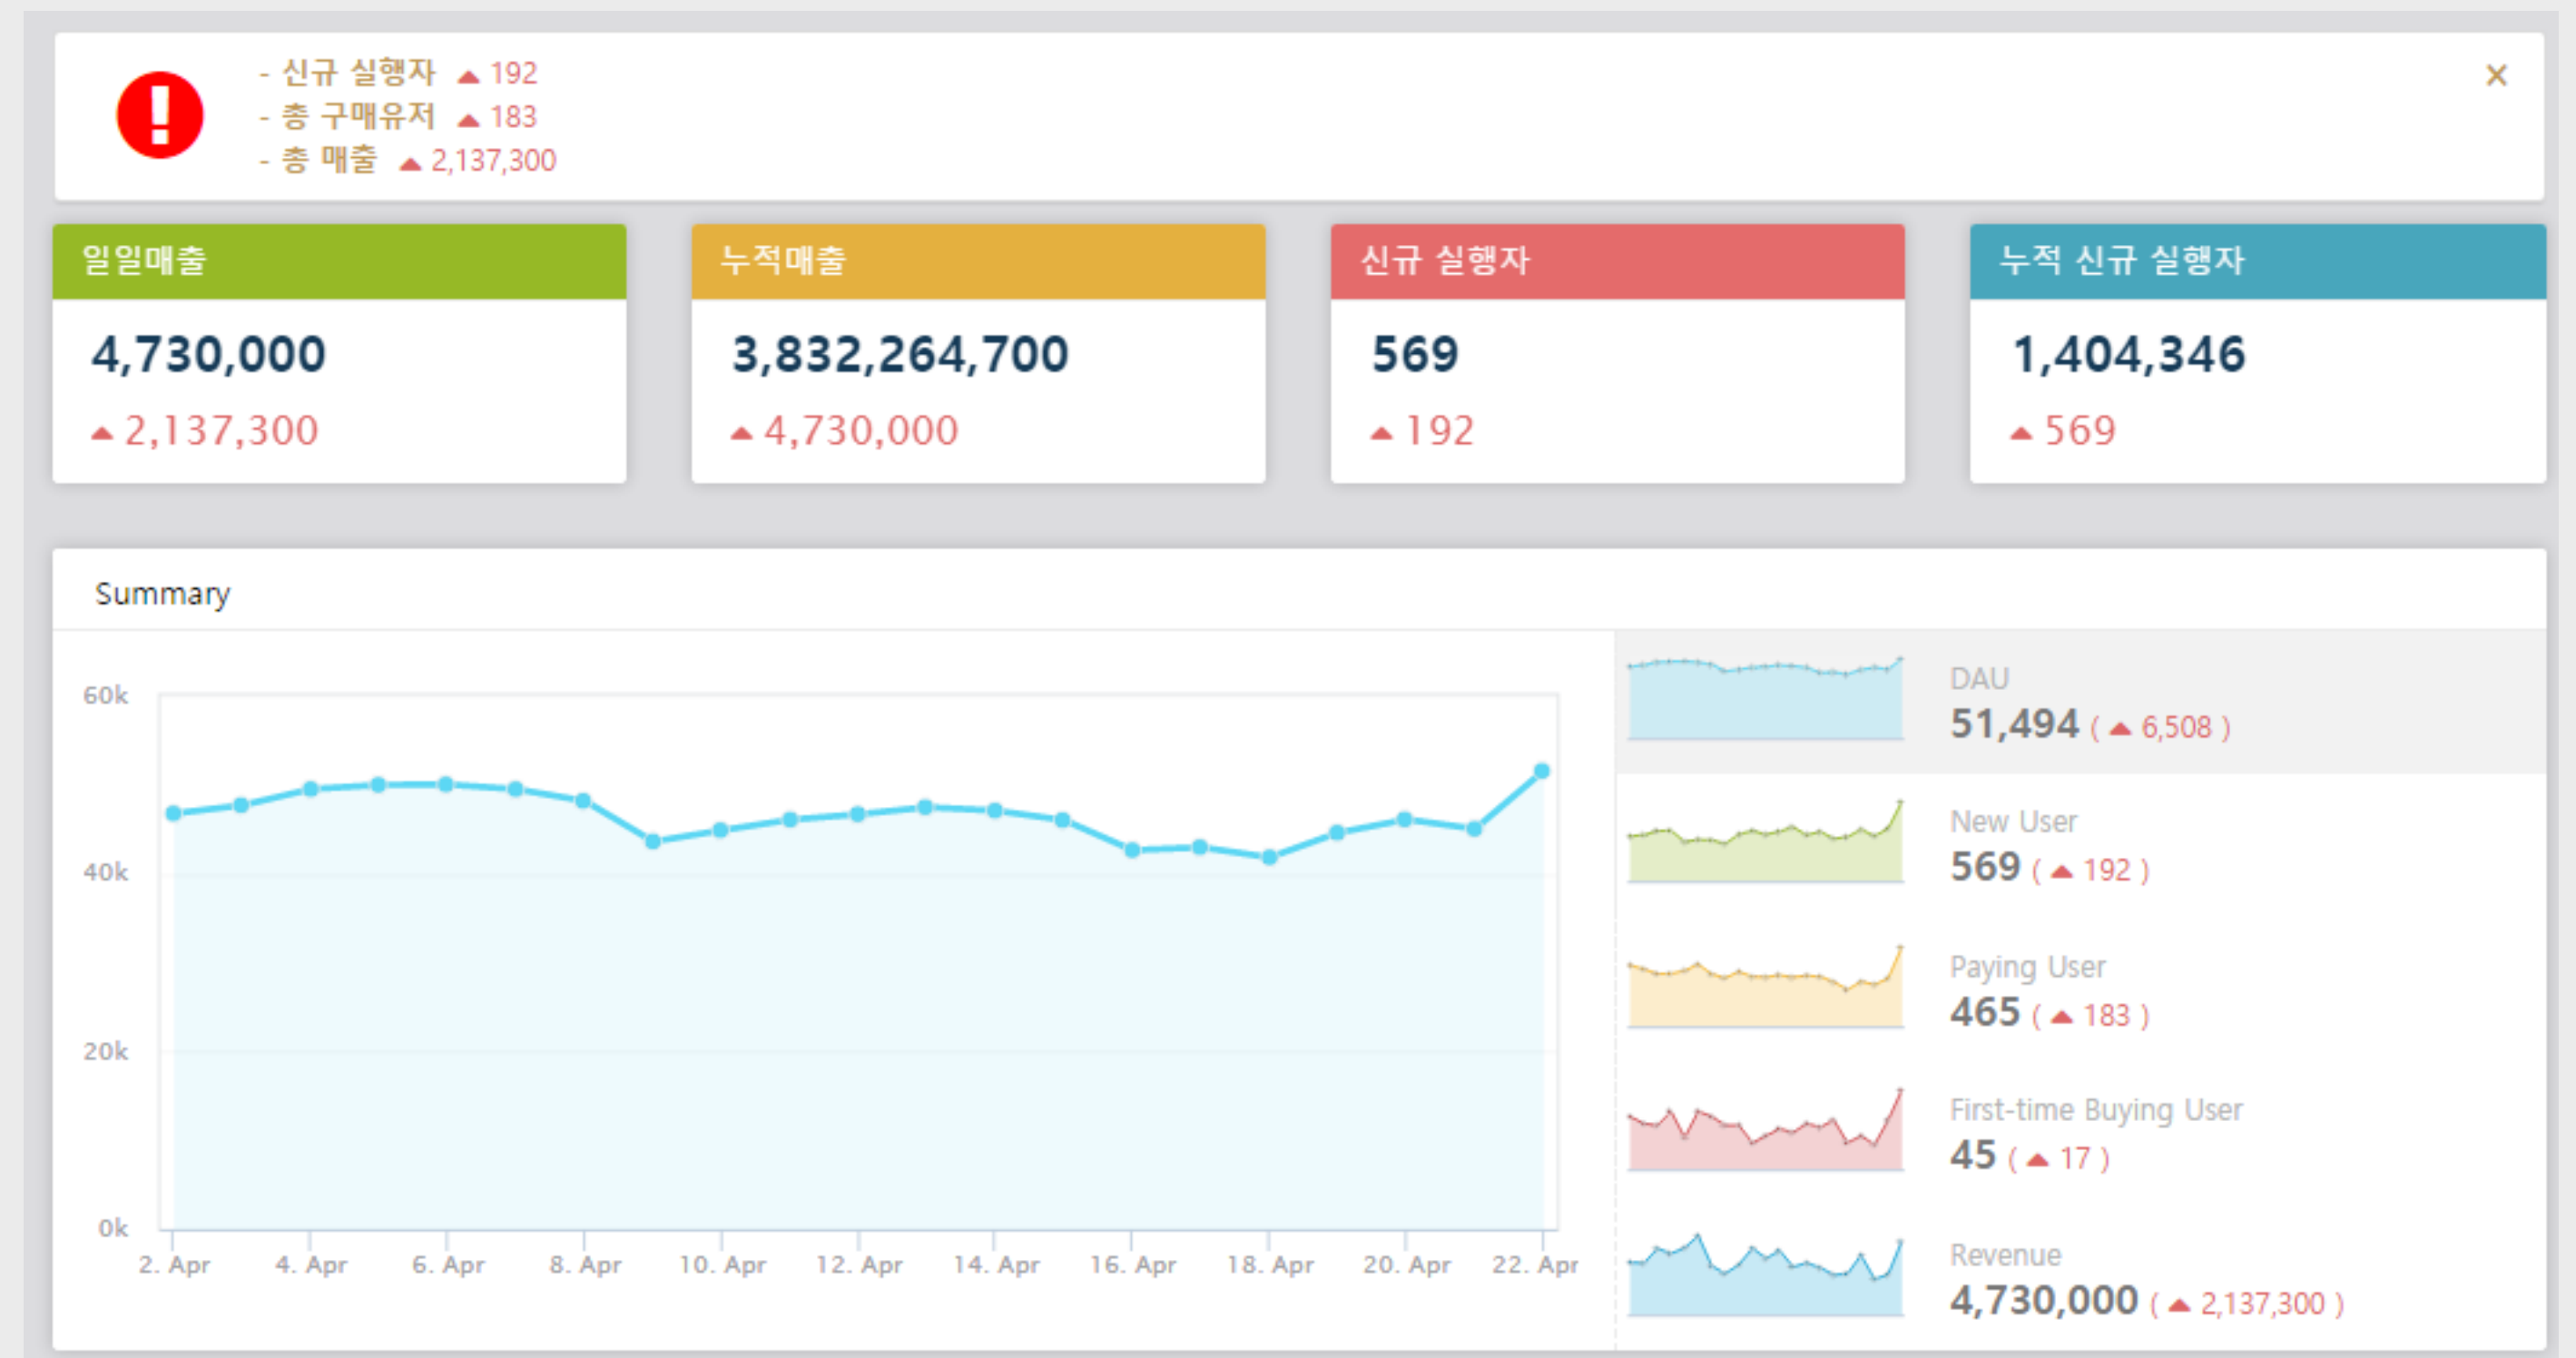 - 신규 실행자 ▲ 192
- 총 구매유저 ▲ 183
- 총 매출 ▲ 2,137,300
×
일일매출
4,730,000
▲ 2,137,300
누적매출
3,832,264,700
▲ 4,730,000
신규 실행자
569
▲ 192
누적 신규 실행자
1,404,346
▲ 569
Summary
60k
40k
20k
0k
2. Apr 4. Apr 6. Apr 8. Apr 10. Apr 12. Apr 14. Apr 16. Apr 18. Apr 20. Apr 22. Apr
DAU
51,494 ( ▲ 6,508 )
New User
569 ( ▲ 192 )
Paying User
465 ( ▲ 183 )
First-time Buying User
45 ( ▲ 17 )
Revenue
4,730,000 ( ▲ 2,137,300 )